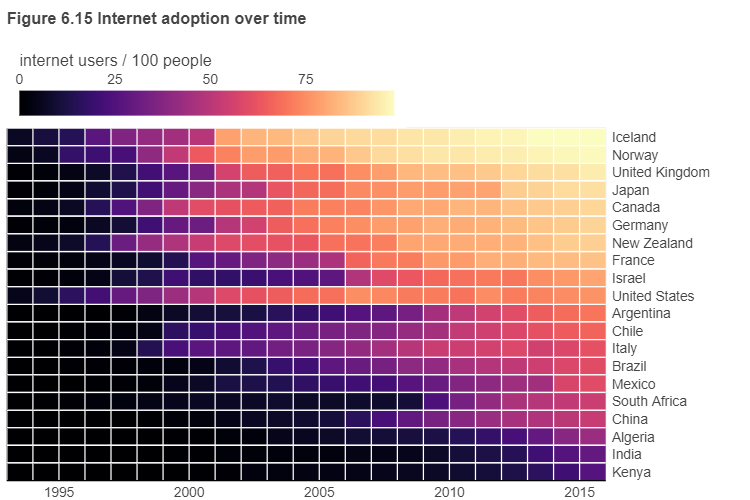 Figure 6.15 Internet adoption over time
internet users / 100 people
0 25 50 75
Iceland
Norway
United Kingdom
Japan
Canada
Germany
New Zealand
France
Israel
United States
Argentina
Chile
Italy
Brazil
Mexico
South Africa
China
Algeria
India
Kenya
1995 2000 2005 2010 2015